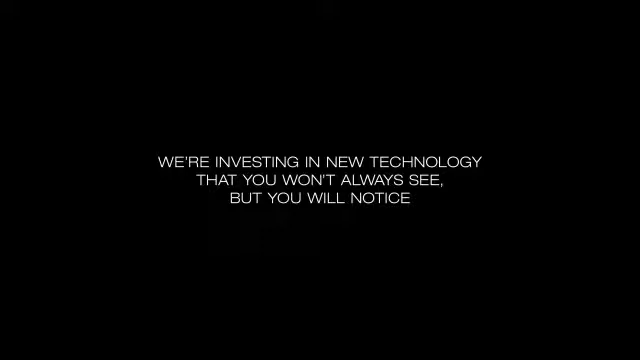 WE'RE INVESTING IN NEW TECHNOLOGY
THAT YOU WON'T ALWAYS SEE,
BUT YOU WILL NOTICE